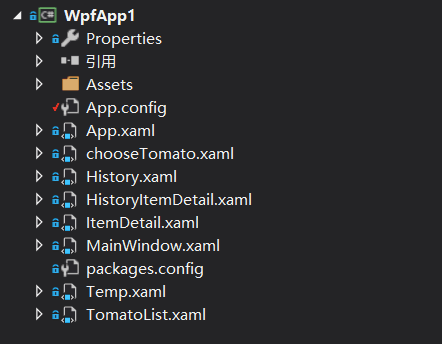 WpfApp1
Properties
引用
Assets
App.config
App.xaml
chooseTomato.xaml
History.xaml
HistoryItemDetail.xaml
ItemDetail.xaml
MainWindow.xaml
packages.config
Temp.xaml
TomatoList.xaml